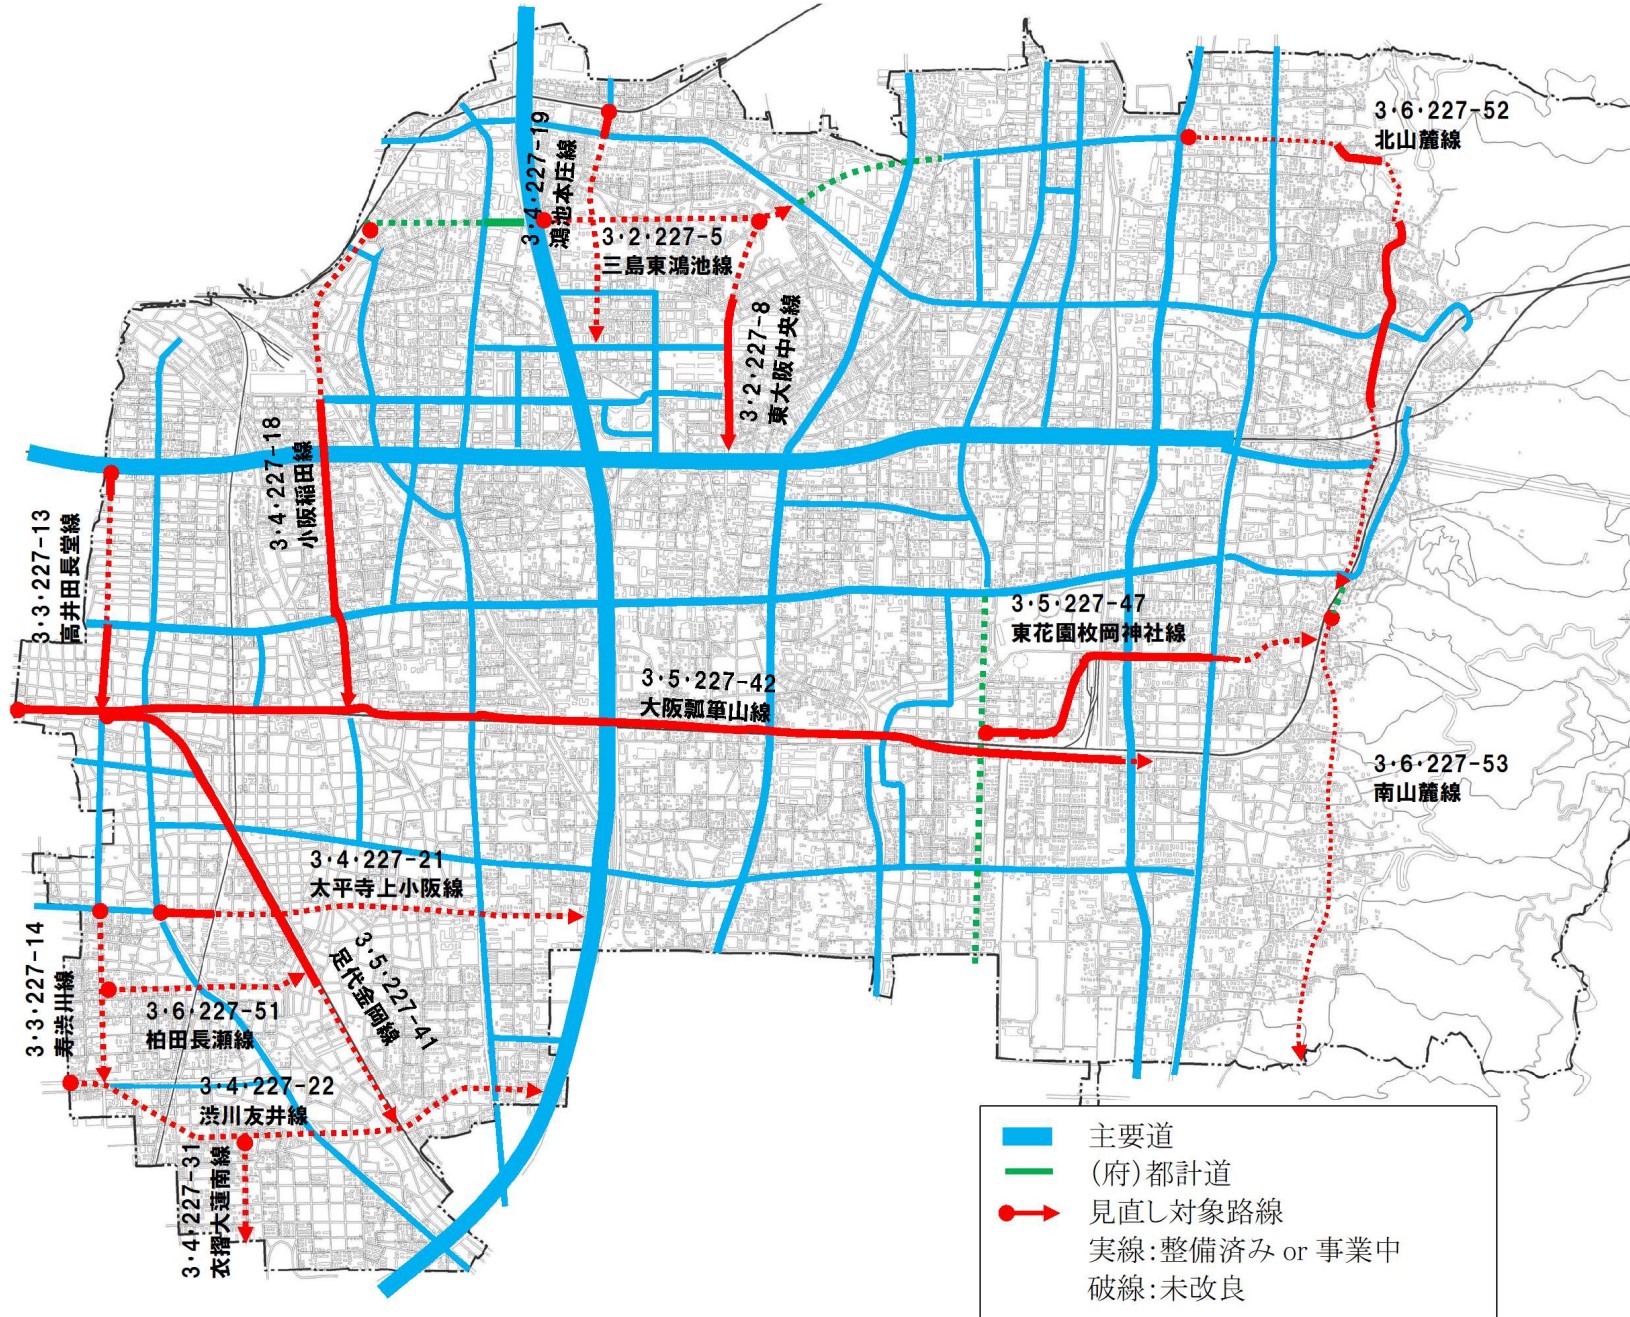 3・6・227-52
北山麓線
3・4・227-19
鴻池本庄線
3・2・227-5
三島東鴻池線
3・2・227-8
東大阪中央線
3・4・227-18
小阪稲田線
3・3・227-13
高井田長堂線
3・5・227-47
東花園枚岡神社線
3・5・227-42
大阪瓢箪山線
3・6・227-53
南山麓線
3・4・227-21
太平寺上小阪線
3・5・227-41
足代金岡線
3・3・227-14
寿渋川線
3・6・227-51
柏田長瀬線
3・4・227-22
渋川友井線
3・4・227-31
衣摺大蓮南線
主要道
(府)都計道
見直し対象路線
実線:整備済み or 事業中
破線:未改良